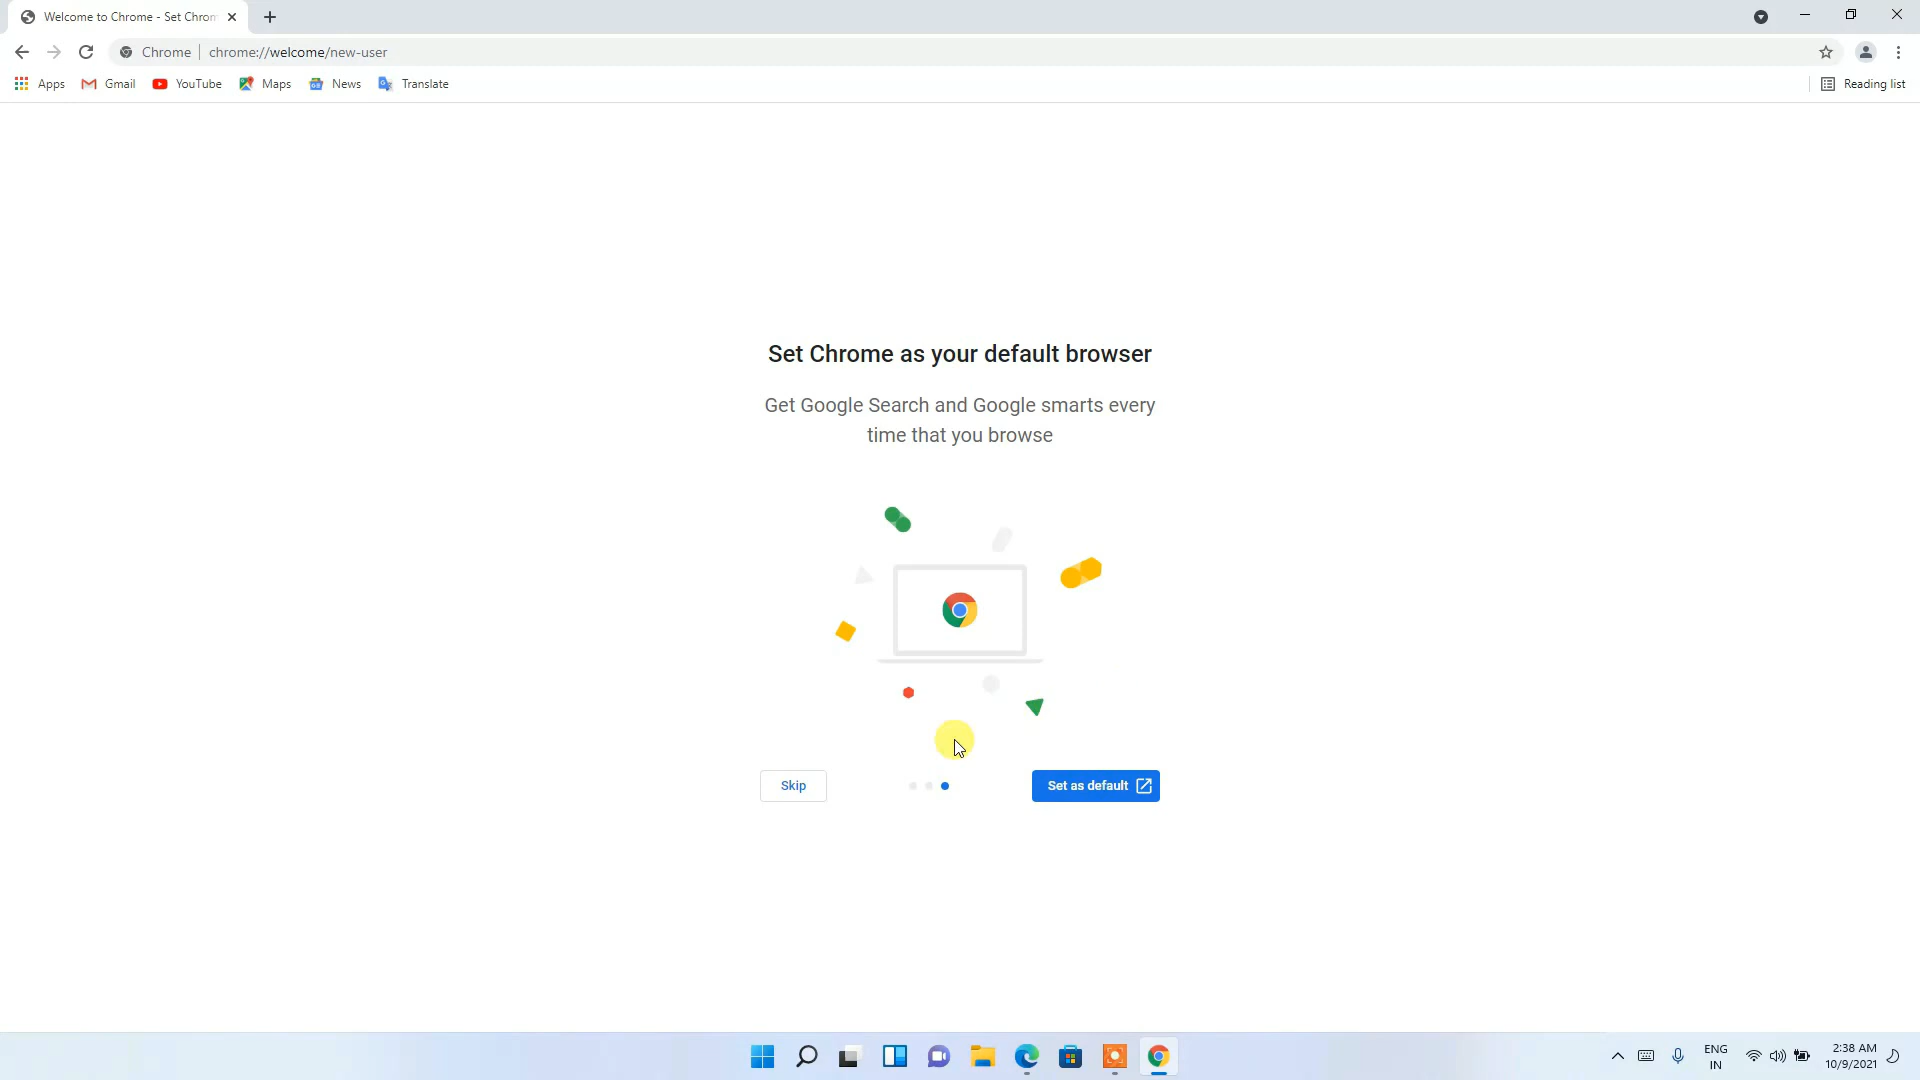 Welcome to Chrome - Set Chrom
Chrome chrome://welcome/new-user
Apps Gmail YouTube Maps News Translate Reading list
Set Chrome as your default browser
Get Google Search and Google smarts every
time that you browse
Skip Set as default
ENG 2:38 AM
IN 10/9/2021